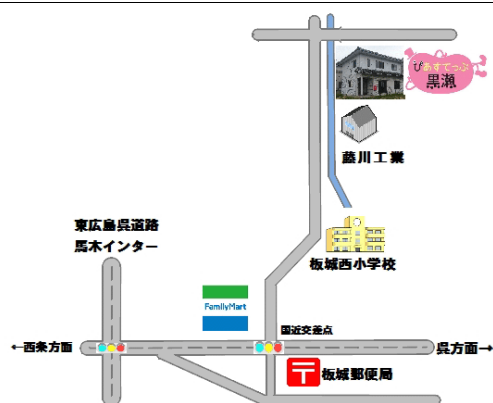 ぴあすてっぷ
黒瀬
藤川工業
板城西小学校
東広島呉道路
馬木インター
FamilyMart
国近交差点
←西条方面
呉方面→
板城郵便局